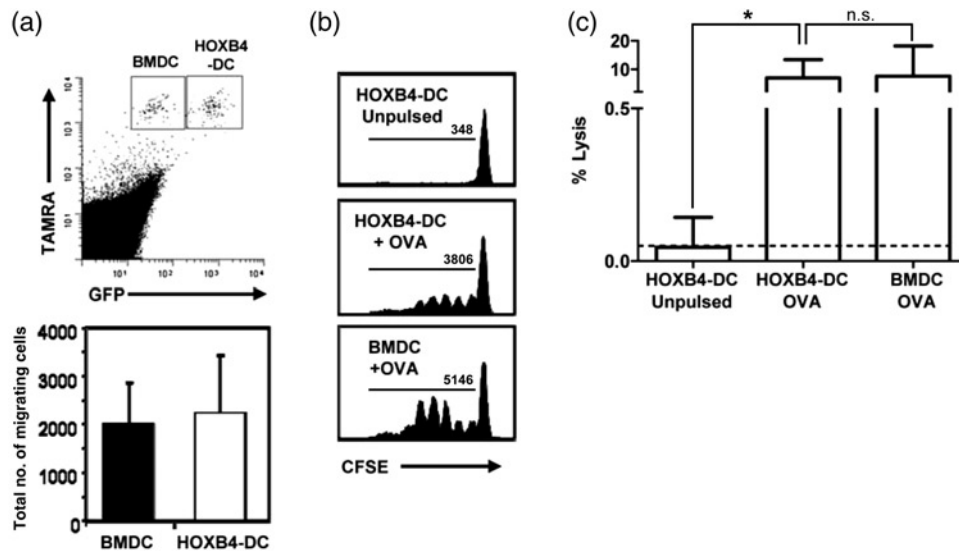 (a)
BMDC
HOXB4
-DC
TAMRA
10⁴
10³
10²
10¹
10¹ 10² 10³ 10⁴
GFP
Total no. of migrating cells
4000
3000
2000
1000
0
BMDC HOXB4-DC
(b)
HOXB4-DC
Unpulsed
348
HOXB4-DC
+ OVA
3806
BMDC
+OVA
5146
CFSE
(c)
* n.s.
% Lysis
20
10
0.5
0.0
HOXB4-DC HOXB4-DC BMDC
Unpulsed OVA OVA